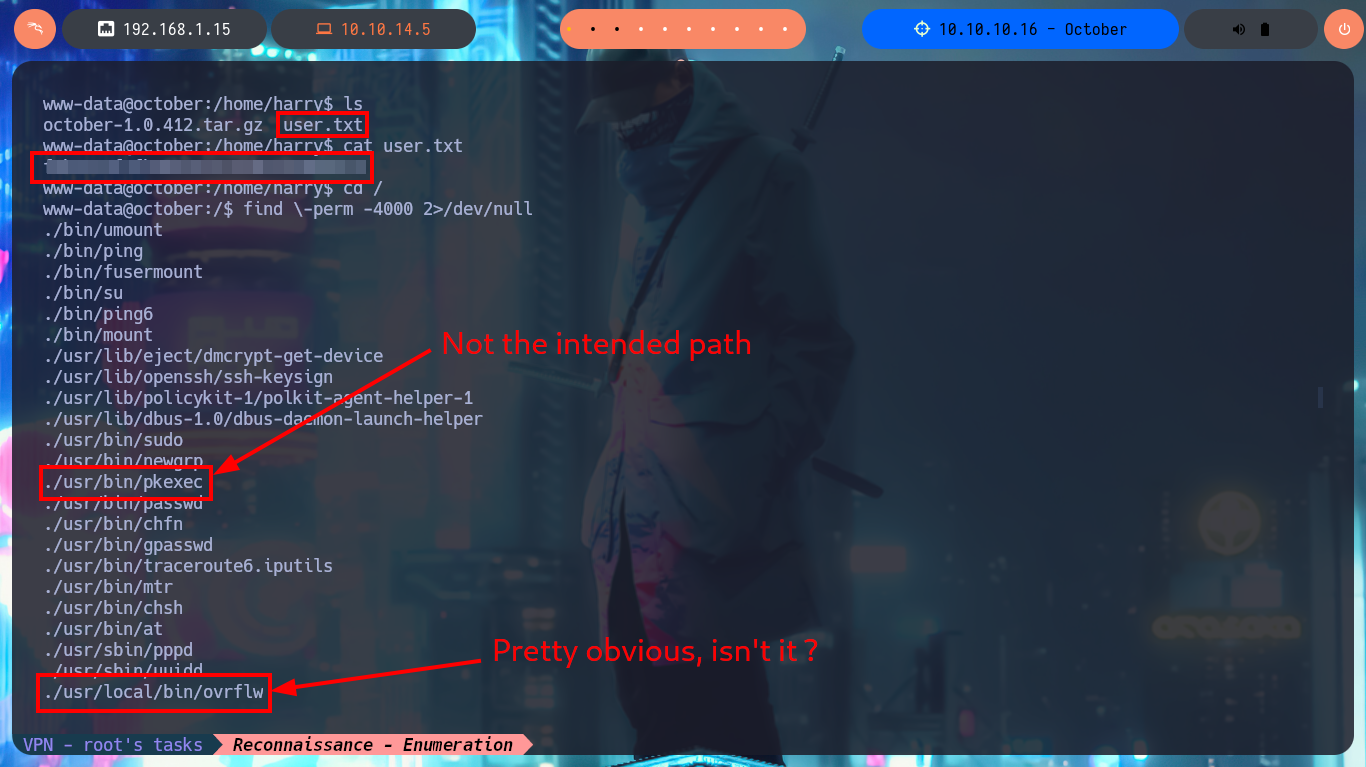 192.168.1.15 10.10.14.5 10.10.10.16 - October
www-data@october:/home/harry$ ls
october-1.0.412.tar.gz user.txt
www-data@october:/home/harry$ cat user.txt
www-data@october:/home/harry$ cd /
www-data@october:/$ find \-perm -4000 2>/dev/null
./bin/umount
./bin/ping
./bin/fusermount
./bin/su
./bin/ping6
./bin/mount
Not the intended path
./usr/lib/eject/dmcrypt-get-device
./usr/lib/openssh/ssh-keysign
./usr/lib/policykit-1/polkit-agent-helper-1
./usr/lib/dbus-1.0/dbus-daemon-launch-helper
./usr/bin/sudo
./usr/bin/newgrp
./usr/bin/pkexec
./usr/bin/passwd
./usr/bin/chfn
./usr/bin/gpasswd
./usr/bin/traceroute6.iputils
./usr/bin/mtr
./usr/bin/chsh
./usr/bin/at
./usr/sbin/pppd
Pretty obvious, isn't it ?
./usr/sbin/uuidd
./usr/local/bin/ovrflw
VPN - root's tasks Reconnaissance - Enumeration